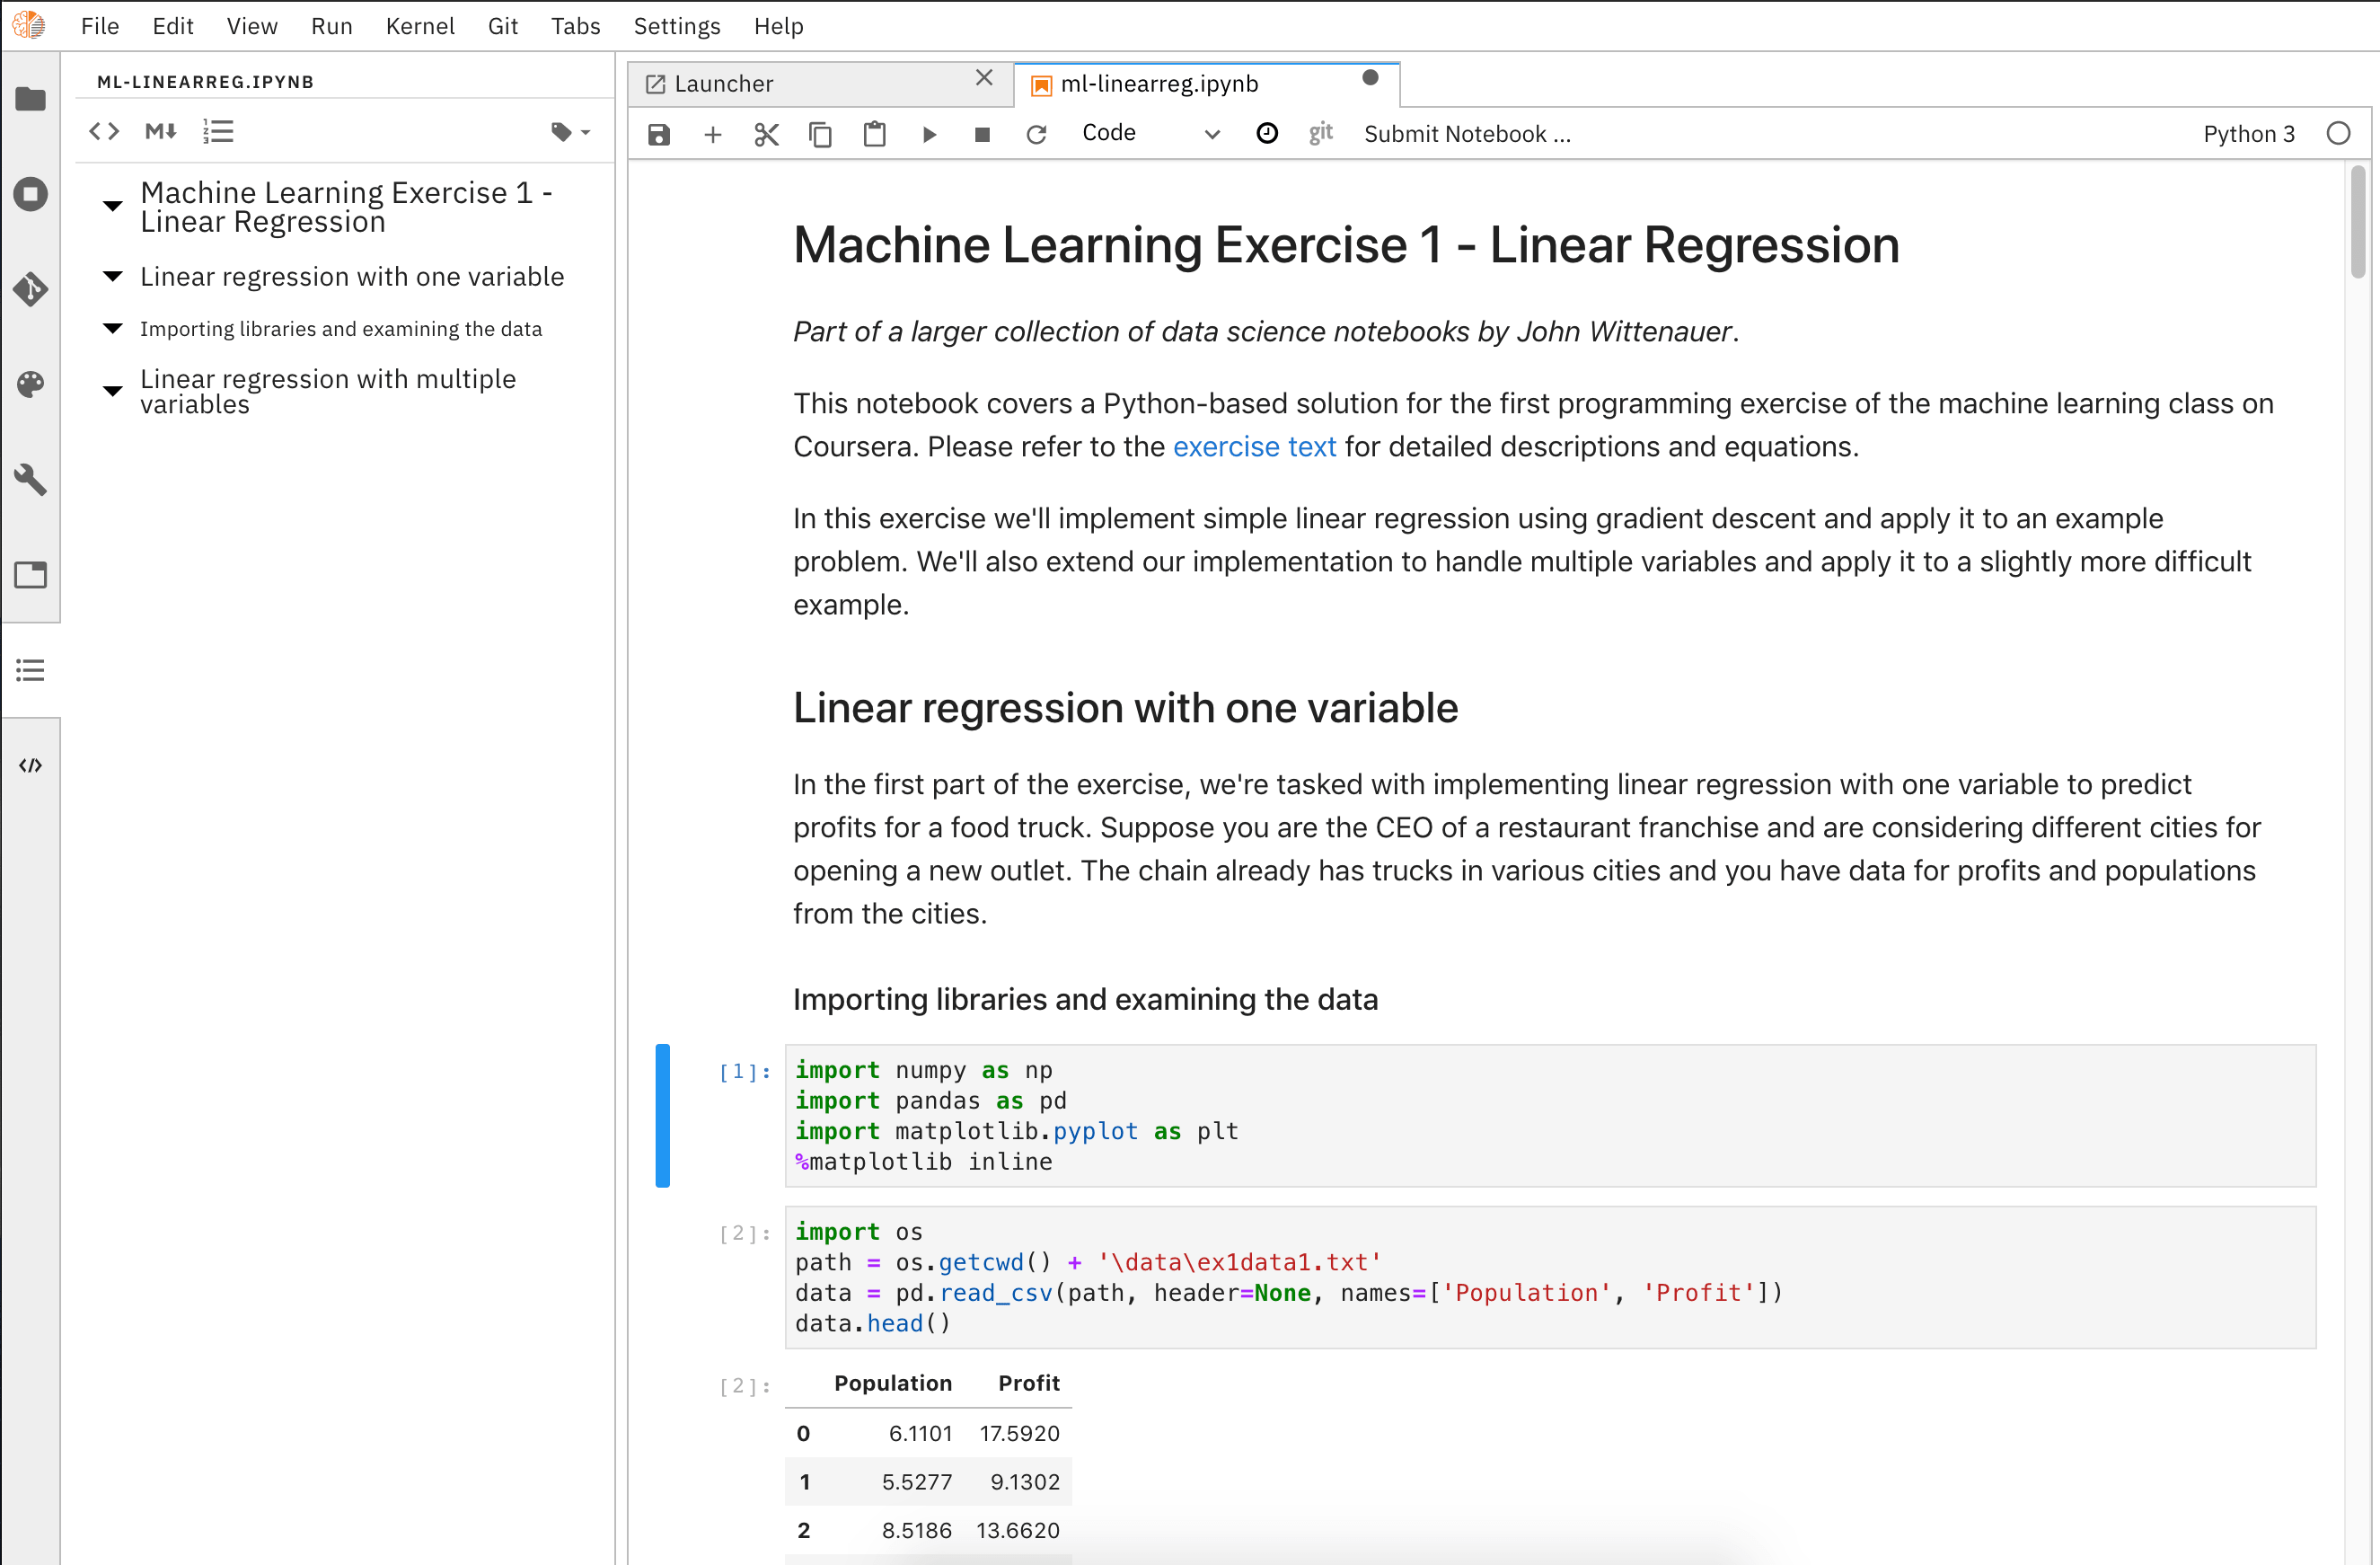 File Edit View Run Kernel Git Tabs Settings Help
ML-LINEARREG.IPYNB
M
1
2
3
Machine Learning Exercise 1 -
Linear Regression
Linear regression with one variable
Importing libraries and examining the data
Linear regression with multiple
variables
Launcher
ml-linearreg.ipynb
Code
git
Submit Notebook ...
Python 3
Machine Learning Exercise 1 - Linear Regression
Part of a larger collection of data science notebooks by John Wittenauer.
This notebook covers a Python-based solution for the first programming exercise of the machine learning class on
Coursera. Please refer to the exercise text for detailed descriptions and equations.
In this exercise we'll implement simple linear regression using gradient descent and apply it to an example
problem. We'll also extend our implementation to handle multiple variables and apply it to a slightly more difficult
example.
Linear regression with one variable
In the first part of the exercise, we're tasked with implementing linear regression with one variable to predict
profits for a food truck. Suppose you are the CEO of a restaurant franchise and are considering different cities for
opening a new outlet. The chain already has trucks in various cities and you have data for profits and populations
from the cities.
Importing libraries and examining the data
[1]: import numpy as np
import pandas as pd
import matplotlib.pyplot as plt
%matplotlib inline
[2]: import os
path = os.getcwd() + '\data\ex1data1.txt'
data = pd.read_csv(path, header=None, names=['Population', 'Profit'])
data.head()
[2]: Population Profit
0 6.1101 17.5920
1 5.5277 9.1302
2 8.5186 13.6620